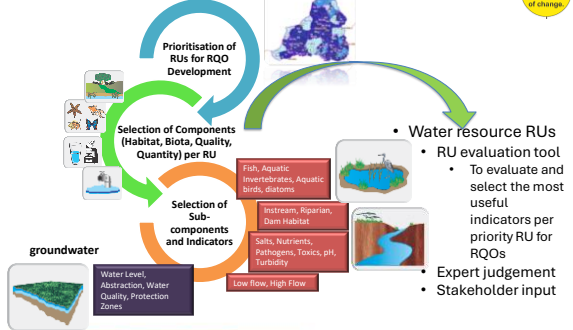 of change.
Prioritisation of
RUs for RQO
Development
Selection of Components
(Habitat, Biota, Quality,
Quantity) per RU
Selection of
Sub-
components
and Indicators
Fish, Aquatic
Invertebrates, Aquatic
birds, diatoms
Instream, Riparian,
Dam Habitat
Salts, Nutrients,
Pathogens, Toxics, pH,
Turbidity
Low flow, High Flow
groundwater
Water Level,
Abstraction, Water
Quality, Protection
Zones
• Water resource RUs
• RU evaluation tool
• To evaluate and
select the most
useful
indicators per
priority RU for
RQOs
• Expert judgement
• Stakeholder input